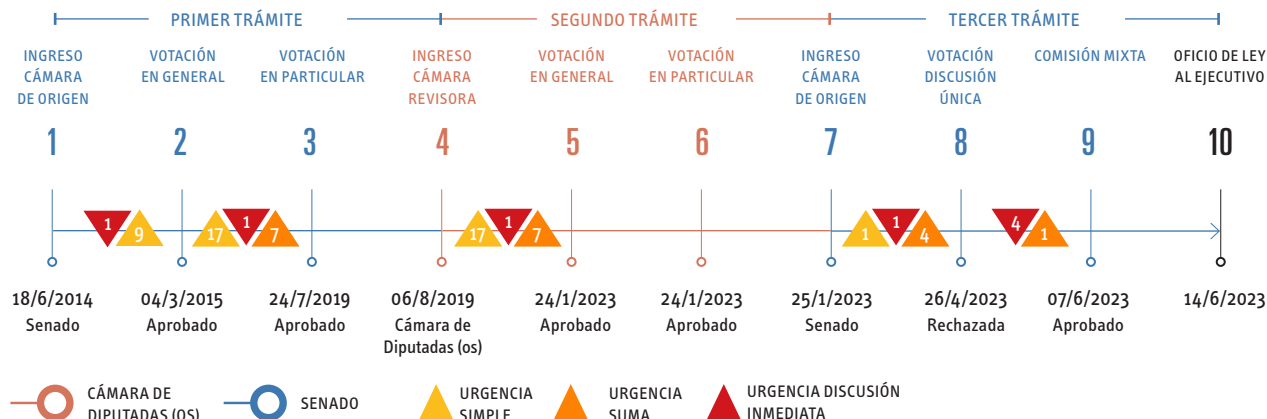 PRIMER TRÁMITE
SEGUNDO TRÁMITE
TERCER TRÁMITE
INGRESO
CÁMARA
DE ORIGEN
VOTACIÓN
EN GENERAL
VOTACIÓN
EN PARTICULAR
INGRESO
CÁMARA
REVISORA
VOTACIÓN
EN GENERAL
VOTACIÓN
EN PARTICULAR
INGRESO
CÁMARA
DE ORIGEN
VOTACIÓN
DISCUSIÓN
ÚNICA
COMISIÓN MIXTA
OFICIO DE LEY
AL EJECUTIVO
1
2
3
4
5
6
7
8
9
10
1
9
17
1
7
17
1
7
1
1
4
4
1
18/6/2014
Senado
04/3/2015
Aprobado
24/7/2019
Aprobado
06/8/2019
Cámara de
Diputadas (os)
24/1/2023
Aprobado
24/1/2023
Aprobado
25/1/2023
Senado
26/4/2023
Rechazada
07/6/2023
Aprobado
14/6/2023
CÁMARA DE
DIPUTADAS (OS)
SENADO
URGENCIA
SIMPLE
URGENCIA
SUMA
URGENCIA DISCUSIÓN
INMEDIATA